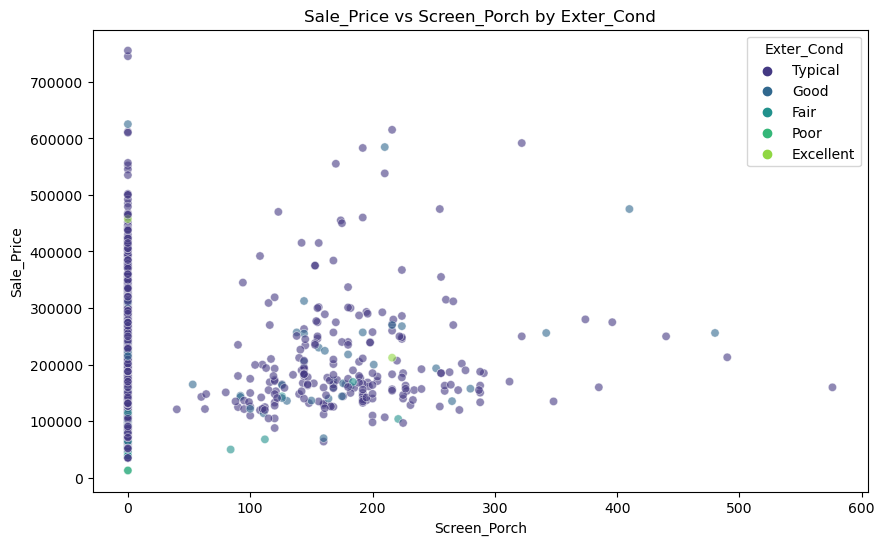 Sale_Price vs Screen_Porch by Exter_Cond
Exter_Cond
Typical
Good
Fair
Poor
Excellent
Sale_Price
700000
600000
500000
400000
300000
200000
100000
0
0 100 200 300 400 500 600
Screen_Porch